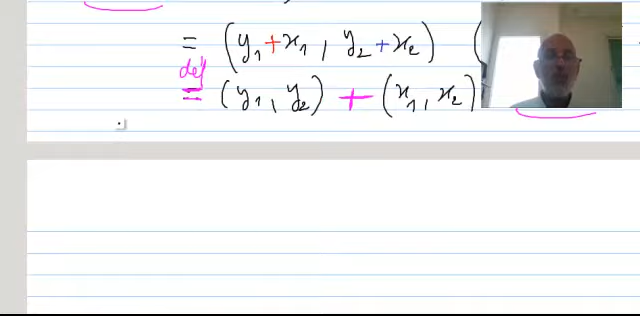 = (y₁ + x₁, y₂ + x₂) (
def
= (y₁, y₂) + (x₁, x₂)